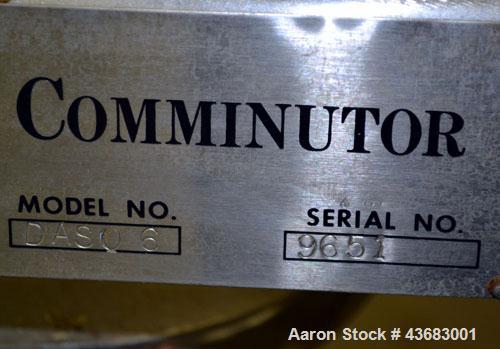 COMMINUTOR
MODEL NO. SERIAL NO.
DASO 6 9651
Aaron Stock # 43683001